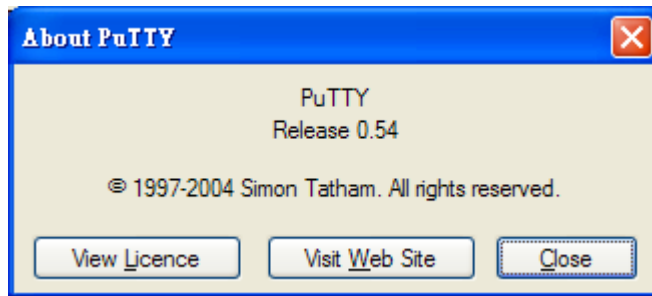 About PuTTY
PuTTY
Release 0.54
© 1997-2004 Simon Tatham. All rights reserved.
View Licence
Visit Web Site
Close